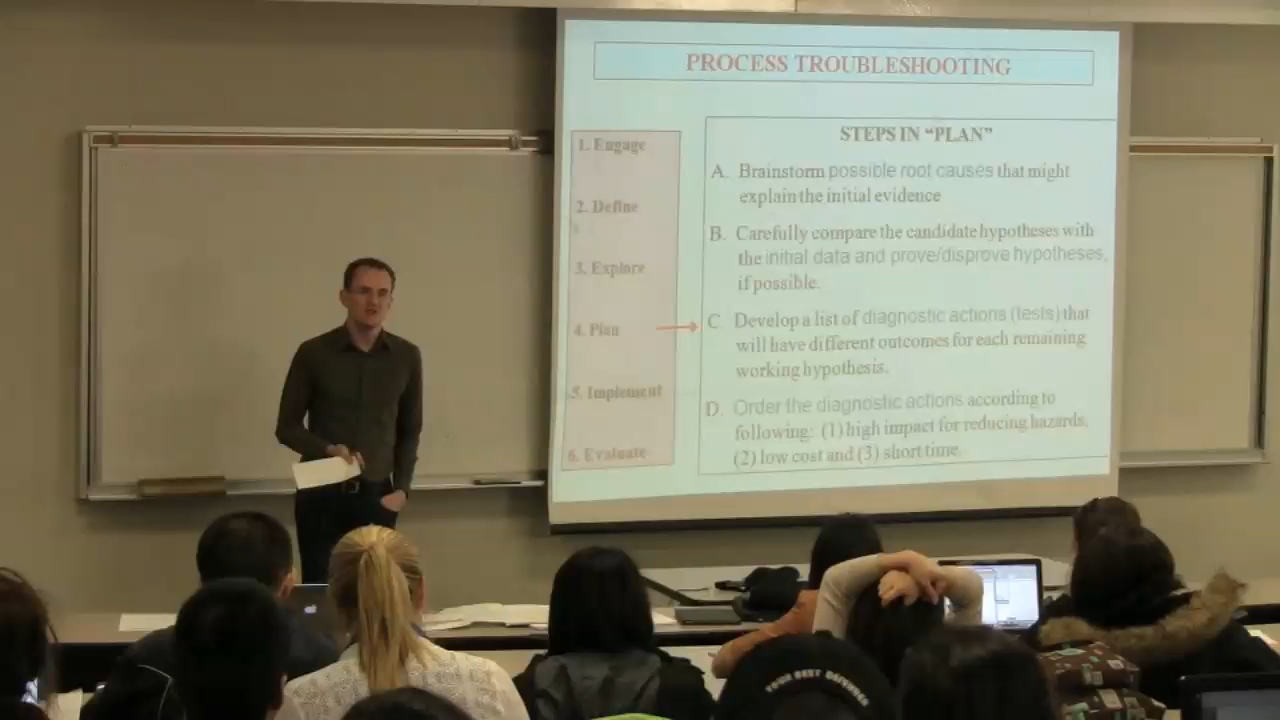 PROCESS TROUBLESHOOTING
1. Engage
2. Define
3. Explore
4. Plan
5. Implement
6. Evaluate
STEPS IN “PLAN”
A. Brainstorm possible root causes that might
explain the initial evidence
B. Carefully compare the candidate hypotheses with
the initial data and prove/disprove hypotheses,
if possible.
C. Develop a list of diagnostic actions (tests) that
will have different outcomes for each remaining
working hypothesis.
D. Order the diagnostic actions according to
following: (1) high impact for reducing hazards,
(2) low cost and (3) short time.
YOUR BEST DEFENCE